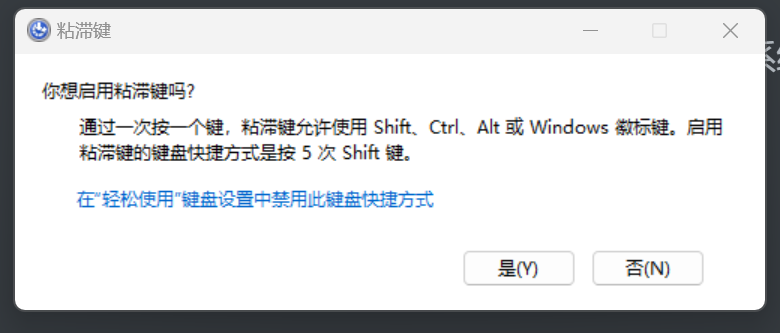 粘滞键
你想启用粘滞键吗?
通过一次按一个键，粘滞键允许使用 Shift、Ctrl、Alt 或 Windows 徽标键。启用
粘滞键的键盘快捷方式是按 5 次 Shift 键。
在"轻松使用"键盘设置中禁用此键盘快捷方式
是(Y)
否(N)